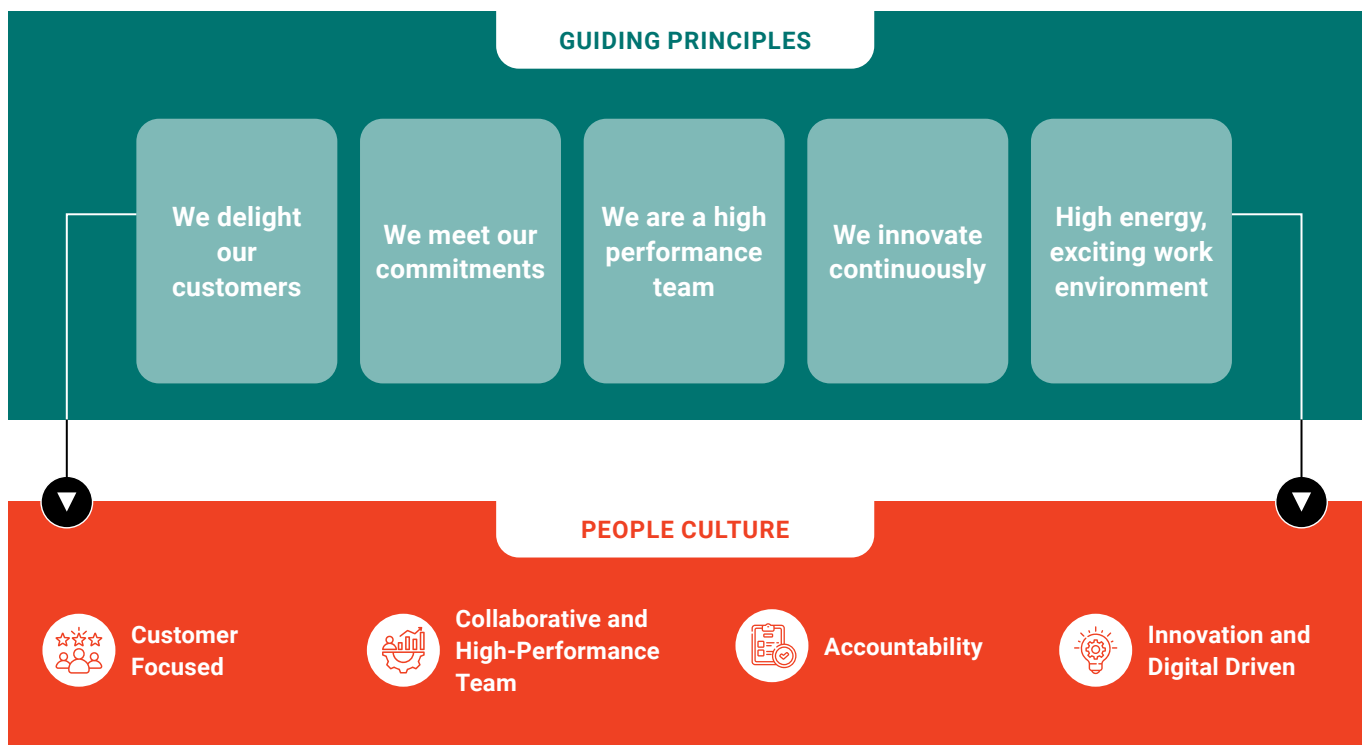 GUIDING PRINCIPLES
We delight
our
customers
We meet our
commitments
We are a high
performance
team
We innovate
continuously
High energy,
exciting work
environment
PEOPLE CULTURE
Customer
Focused
Collaborative and
High-Performance
Team
Accountability
Innovation and
Digital Driven